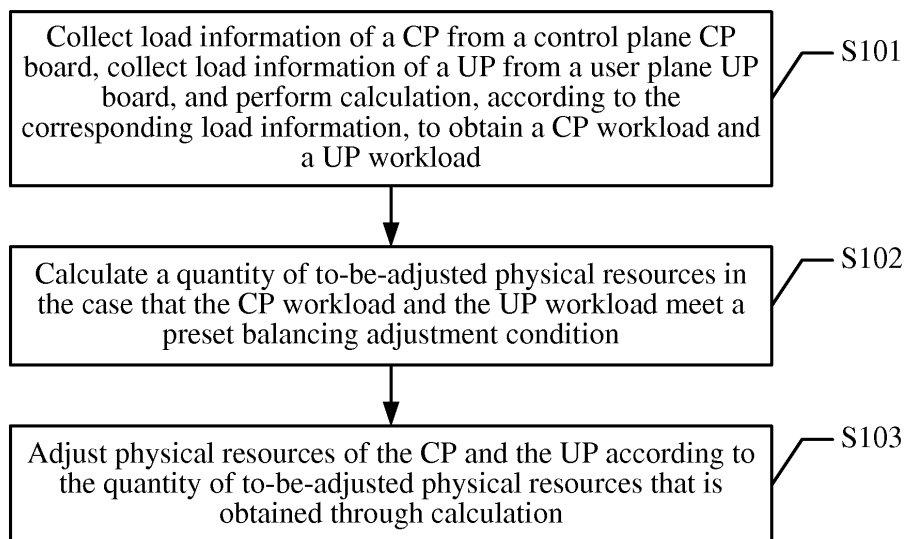 Collect load information of a CP from a control plane CP
board, collect load information of a UP from a user plane UP
board, and perform calculation, according to the
corresponding load information, to obtain a CP workload and
a UP workload
S101
Calculate a quantity of to-be-adjusted physical resources in
the case that the CP workload and the UP workload meet a
preset balancing adjustment condition
S102
Adjust physical resources of the CP and the UP according to
the quantity of to-be-adjusted physical resources that is
obtained through calculation
S103